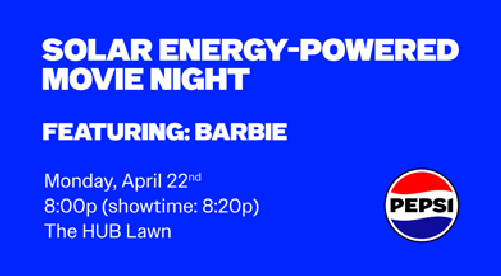 SOLAR ENERGY-POWERED
MOVIE NIGHT
FEATURING: BARBIE
Monday, April 22nd
8:00p (showtime: 8:20p)
The HUB Lawn
PEPSI